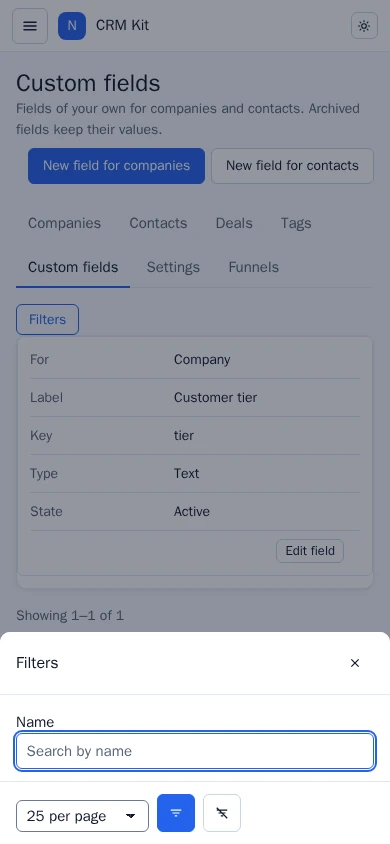 N CRM Kit
Custom fields
Fields of your own for companies and contacts. Archived
fields keep their values.
New field for companies New field for contacts
Companies Contacts Deals Tags
Custom fields Settings Funnels
Filters
For Company
Label Customer tier
Key tier
Type Text
State Active
Edit field
Showing 1–1 of 1
Filters
Name
Search by name
25 per page